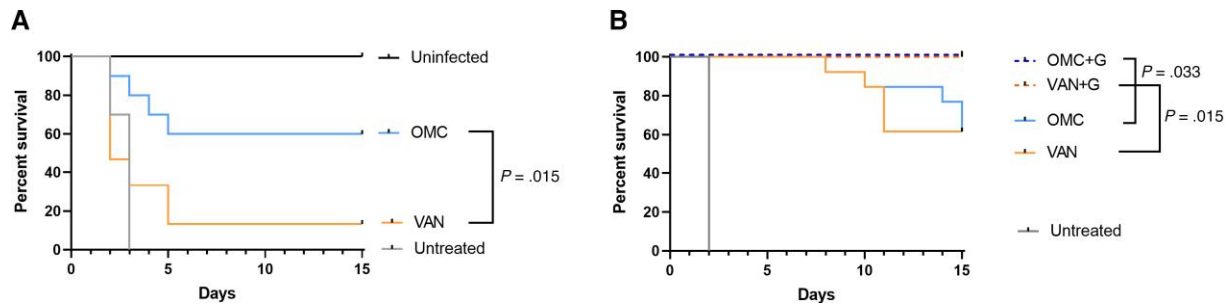 A
Percent survival
100
80
60
40
20
0
0 5 10 15
Days
Uninfected
OMC
P = .015
VAN
Untreated
B
Percent survival
100
80
60
40
20
0
0 5 10 15
Days
OMC+G
P = .033
VAN+G
P = .015
OMC
VAN
Untreated